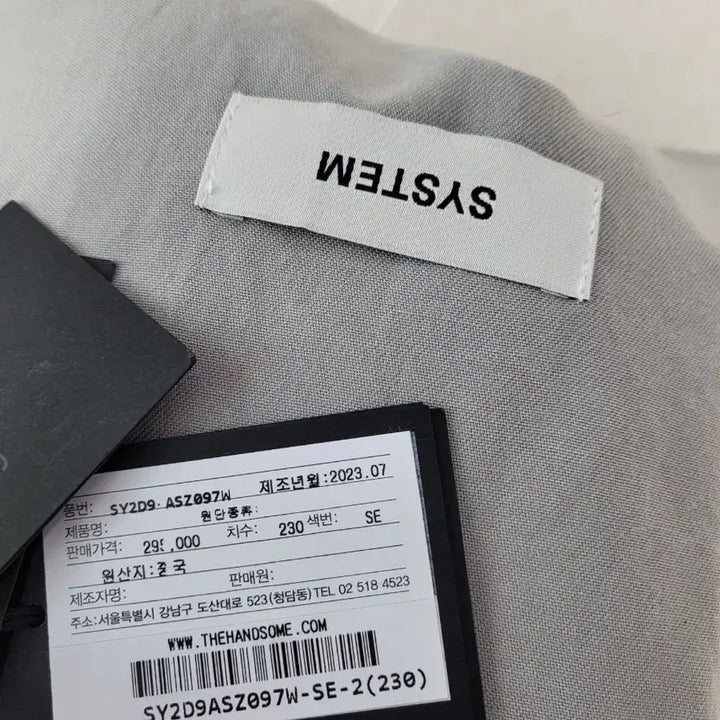 SYSTEM
품번: SY2D9 ASZ097W 제조년월:2023.07
제품명: 원단종류:
판매가격: ,000 치수: 230 색번: SE
원산지:중국
제조자명: 판매원:
주소:서울특별시 강남구 도산대로 523(청담동) TEL 02 518 4523
WWW.THEHANDSOME.COM
SY2D9ASZ097W-SE-2(230)